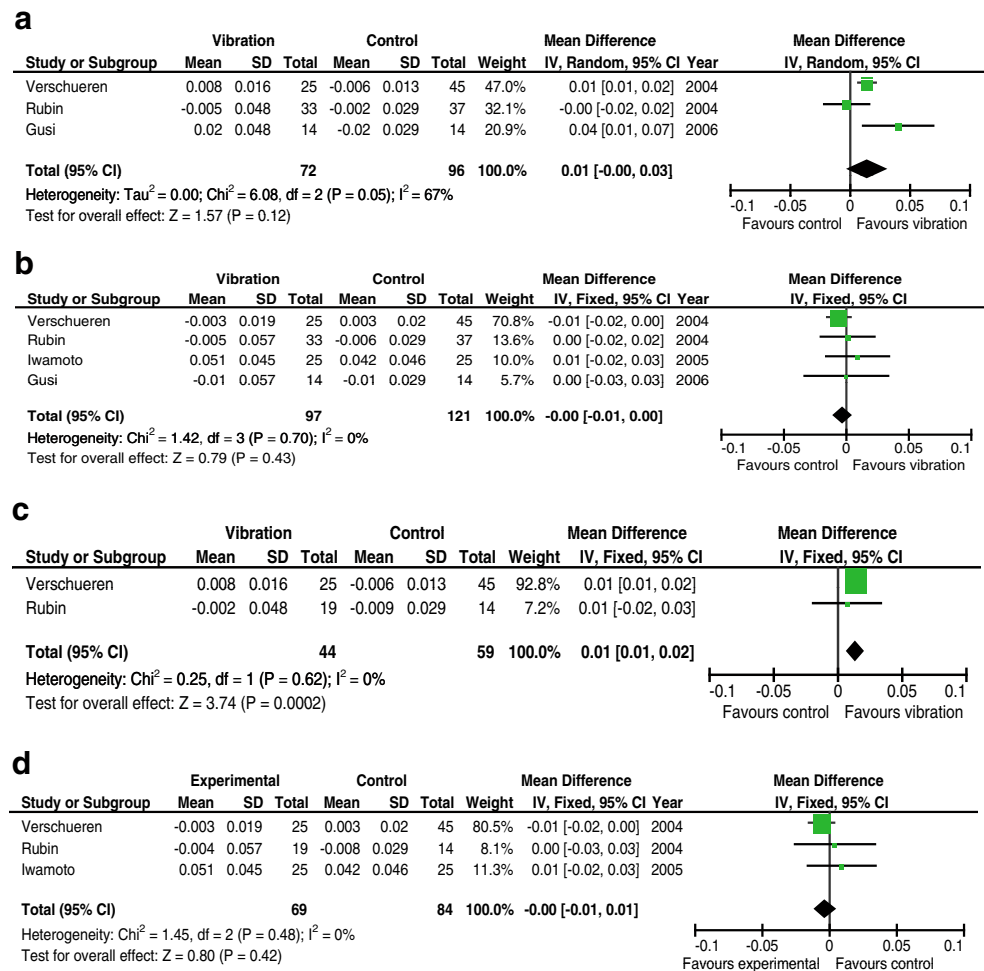 a
Vibration Control Mean Difference Mean Difference
Study or Subgroup Mean SD Total Mean SD Total Weight IV, Random, 95% CI Year IV, Random, 95% CI
Verschueren 0.008 0.016 25 -0.006 0.013 45 47.0% 0.01 [0.01, 0.02] 2004
Rubin -0.005 0.048 33 -0.002 0.029 37 32.1% -0.00 [-0.02, 0.02] 2004
Gusi 0.02 0.048 14 -0.02 0.029 14 20.9% 0.04 [0.01, 0.07] 2006
Total (95% CI) 72 96 100.0% 0.01 [-0.00, 0.03]
Heterogeneity: Tau² = 0.00; Chi² = 6.08, df = 2 (P = 0.05); I² = 67%
Test for overall effect: Z = 1.57 (P = 0.12)
-0.1 -0.05 0 0.05 0.1
Favours control Favours vibration
b
Vibration Control Mean Difference Mean Difference
Study or Subgroup Mean SD Total Mean SD Total Weight IV, Fixed, 95% CI Year IV, Fixed, 95% CI
Verschueren -0.003 0.019 25 0.003 0.02 45 70.8% -0.01 [-0.02, 0.00] 2004
Rubin -0.005 0.057 33 -0.006 0.029 37 13.6% 0.00 [-0.02, 0.02] 2004
Iwamoto 0.051 0.045 25 0.042 0.046 25 10.0% 0.01 [-0.02, 0.03] 2005
Gusi -0.01 0.057 14 -0.01 0.029 14 5.7% 0.00 [-0.03, 0.03] 2006
Total (95% CI) 97 121 100.0% -0.00 [-0.01, 0.00]
Heterogeneity: Chi² = 1.42, df = 3 (P = 0.70); I² = 0%
Test for overall effect: Z = 0.79 (P = 0.43)
-0.1 -0.05 0 0.05 0.1
Favours control Favours vibration
c
Vibration Control Mean Difference Mean Difference
Study or Subgroup Mean SD Total Mean SD Total Weight IV, Fixed, 95% CI IV, Fixed, 95% CI
Verschueren 0.008 0.016 25 -0.006 0.013 45 92.8% 0.01 [0.01, 0.02]
Rubin -0.002 0.048 19 -0.009 0.029 14 7.2% 0.01 [-0.02, 0.03]
Total (95% CI) 44 59 100.0% 0.01 [0.01, 0.02]
Heterogeneity: Chi² = 0.25, df = 1 (P = 0.62); I² = 0%
Test for overall effect: Z = 3.74 (P = 0.0002)
-0.1 -0.05 0 0.05 0.1
Favours control Favours vibration
d
Experimental Control Mean Difference Mean Difference
Study or Subgroup Mean SD Total Mean SD Total Weight IV, Fixed, 95% CI Year IV, Fixed, 95% CI
Verschueren -0.003 0.019 25 0.003 0.02 45 80.5% -0.01 [-0.02, 0.00] 2004
Rubin -0.004 0.057 19 -0.008 0.029 14 8.1% 0.00 [-0.03, 0.03] 2004
Iwamoto 0.051 0.045 25 0.042 0.046 25 11.3% 0.01 [-0.02, 0.03] 2005
Total (95% CI) 69 84 100.0% -0.00 [-0.01, 0.01]
Heterogeneity: Chi² = 1.45, df = 2 (P = 0.48); I² = 0%
Test for overall effect: Z = 0.80 (P = 0.42)
-0.1 -0.05 0 0.05 0.1
Favours experimental Favours control